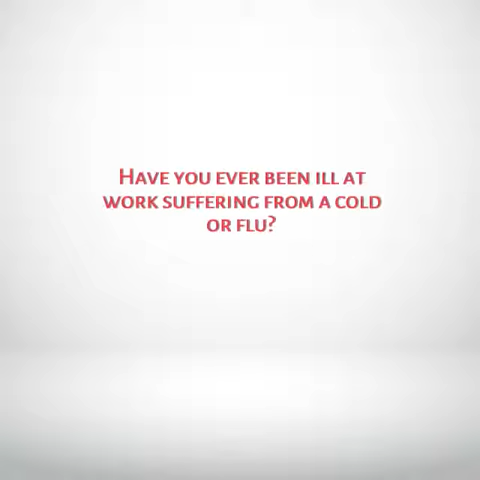 Have you ever been ill at
work suffering from a cold
or flu?